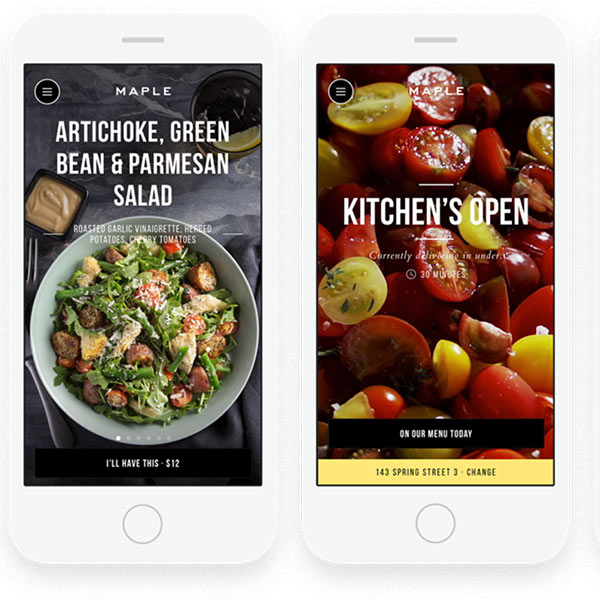 MAPLE
ARTICHOKE, GREEN
BEAN & PARMESAN
SALAD
ROASTED GARLIC VINAIGRETTE, HERBED
POTATOES, CHERRY TOMATOES
I'LL HAVE THIS · $12
MAPLE
KITCHEN'S OPEN
Currently delivering in under:
30 MINUTES
ON OUR MENU TODAY
143 SPRING STREET 3 · CHANGE